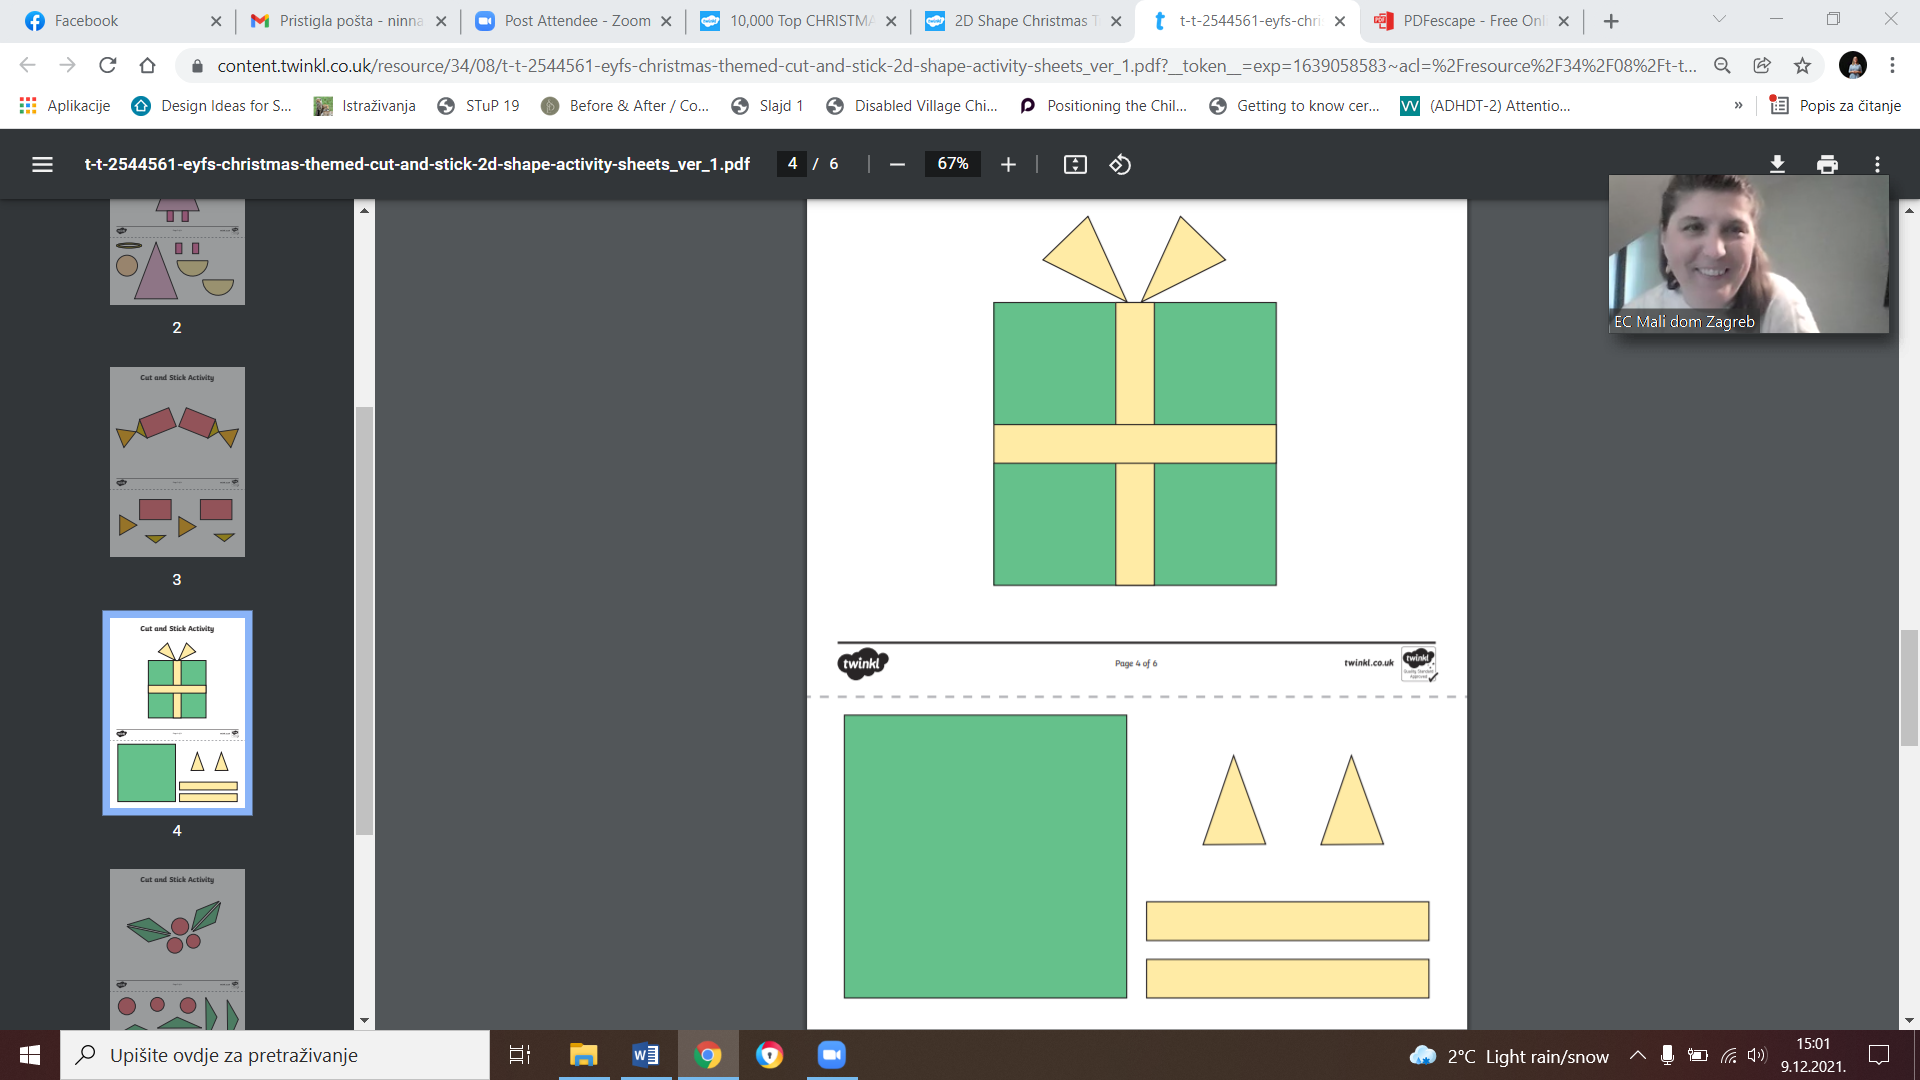 Facebook
Pristigla pošta - ninna
Post Attendee - Zoom
10,000 Top CHRISTMA
2D Shape Christmas T
t-t-2544561-eyfs-chri
PDFescape - Free Onl
content.twinkl.co.uk/resource/34/08/t-t-2544561-eyfs-christmas-themed-cut-and-stick-2d-shape-activity-sheets_ver_1.pdf?__token__=exp=1639058583~acl=%2Fresource%2F34%2F08%2Ft-t...
Aplikacije
Design Ideas for S...
Istraživanja
STuP 19
Before & After / Co...
Slajd 1
Disabled Village Chi...
Positioning the Chil...
Getting to know cer...
(ADHDT-2) Attentio...
»
Popis za čitanje
t-t-2544561-eyfs-christmas-themed-cut-and-stick-2d-shape-activity-sheets_ver_1.pdf
4 / 6
67%
EC Mali dom Zagreb
2
Cut and Stick Activity
3
Cut and Stick Activity
4
Cut and Stick Activity
twinkl
Page 4 of 6
twinkl.co.uk
twinkl
Quality Standard
Approved
Upišite ovdje za pretraživanje
2°C Light rain/snow
15:01
9.12.2021.